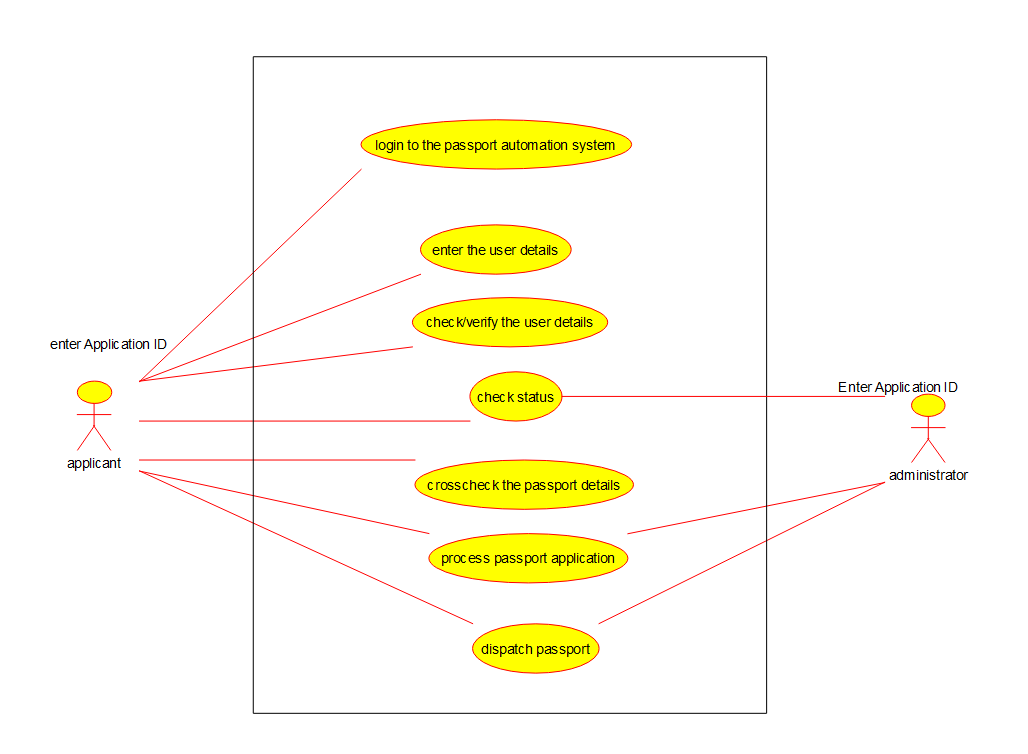 login to the passport automation system
enter the user details
check/verify the user details
enter Application ID
Enter Application ID
check status
applicant
administrator
crosscheck the passport details
process passport application
dispatch passport